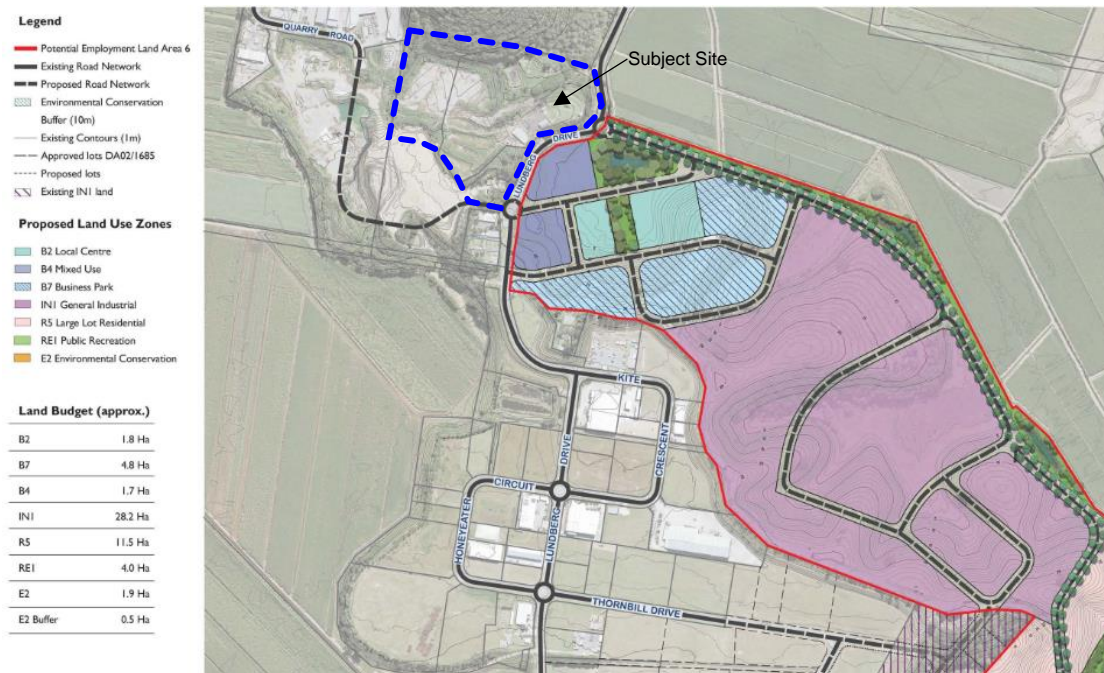 Legend
Potential Employment Land Area 6
Existing Road Network
Proposed Road Network
Environmental Conservation
Buffer (10m)
Existing Contours (1m)
Approved lots DA02/1685
Proposed lots
Existing IN1 land
Proposed Land Use Zones
B2 Local Centre
B4 Mixed Use
B7 Business Park
IN1 General Industrial
R5 Large Lot Residential
RE1 Public Recreation
E2 Environmental Conservation
Land Budget (approx.)
B2 1.8 Ha
B7 4.8 Ha
B4 1.7 Ha
IN1 28.2 Ha
R5 11.5 Ha
RE1 4.0 Ha
E2 1.9 Ha
E2 Buffer 0.5 Ha
QUARRY ROAD
Subject Site
LUNDBERG DRIVE
KITE
CRESCENT
DRIVE
CIRCUIT
HONEYEATER
LUNDBERG
THORNBILL DRIVE